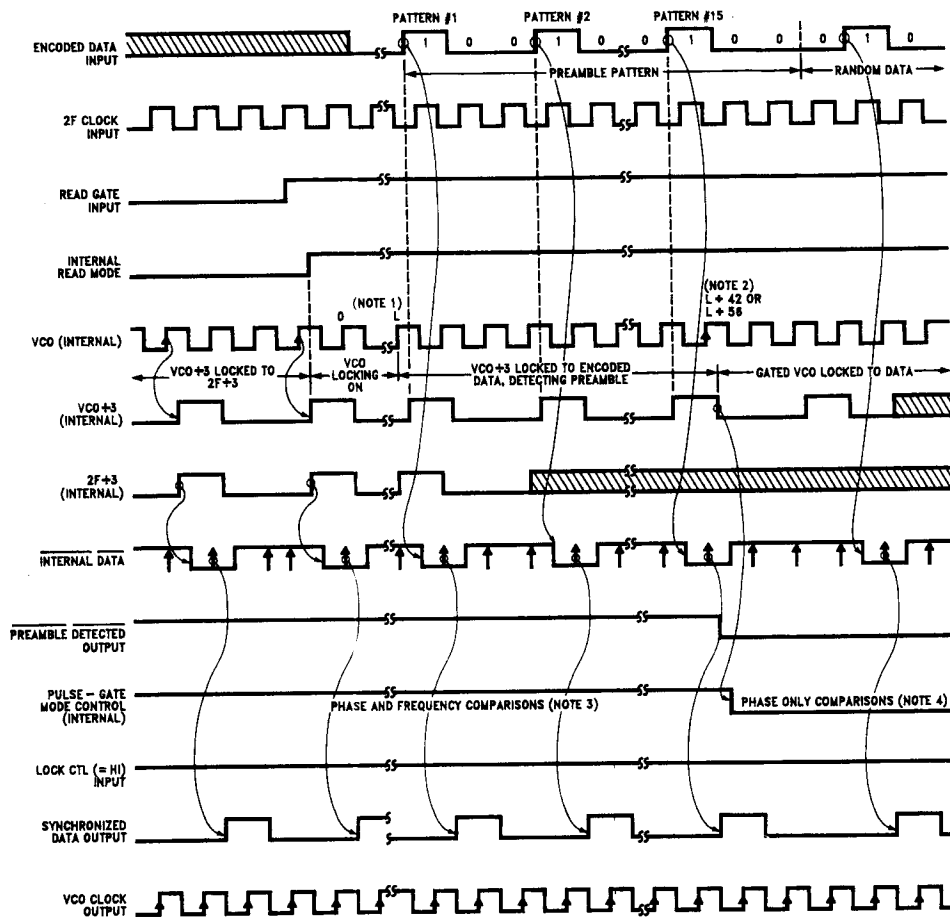 PATTERN #1 PATTERN #2 PATTERN #15
ENCODED DATA
INPUT
1 0 0 1 0 0 1 0 0 0 1 0
PREAMBLE PATTERN RANDOM DATA
2F CLOCK
INPUT
READ GATE
INPUT
INTERNAL
READ MODE
(NOTE 1)
0 L
(NOTE 2)
L + 42 OR
L + 56
VCO (INTERNAL)
VCO÷3 LOCKED TO
2F÷3
VCO
LOCKING
ON
VCO÷3 LOCKED TO ENCODED
DATA, DETECTING PREAMBLE
GATED VCO LOCKED TO DATA
VCO÷3
(INTERNAL)
2F÷3
(INTERNAL)
INTERNAL DATA
PREAMBLE DETECTED
OUTPUT
PULSE – GATE
MODE CONTROL
(INTERNAL)
PHASE AND FREQUENCY COMPARISONS (NOTE 3)
PHASE ONLY COMPARISONS (NOTE 4)
LOCK CTL (= HI)
INPUT
SYNCHRONIZED
DATA OUTPUT
VCO CLOCK
OUTPUT